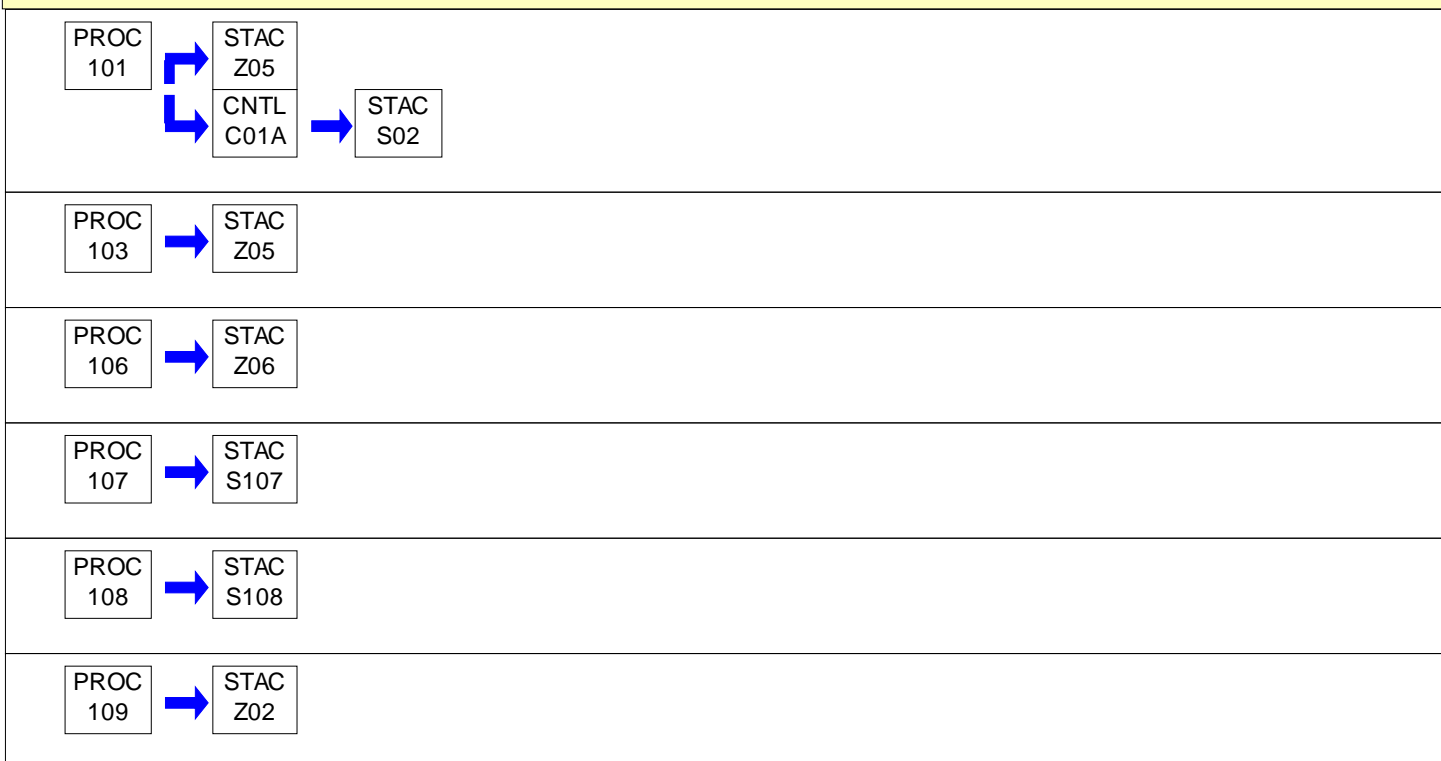 PROC
101
STAC
Z05
CNTL
C01A
STAC
S02
PROC
103
STAC
Z05
PROC
106
STAC
Z06
PROC
107
STAC
S107
PROC
108
STAC
S108
PROC
109
STAC
Z02